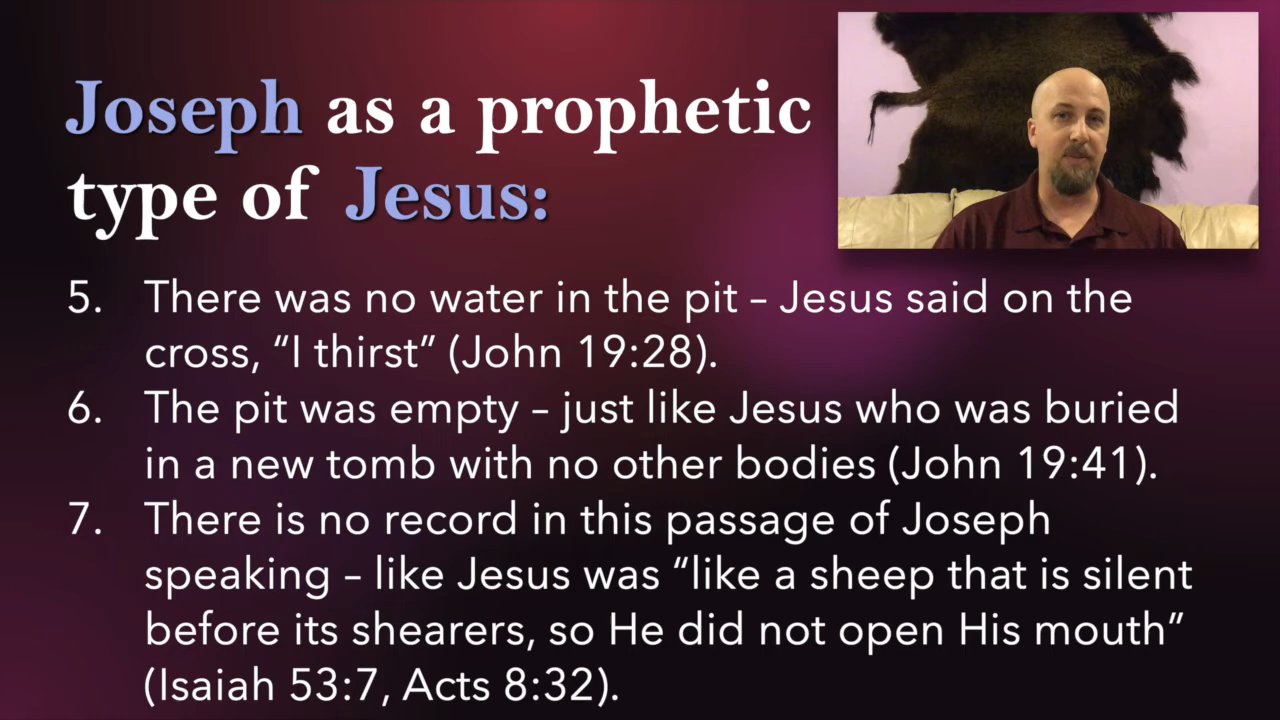 Joseph as a prophetic
type of Jesus:
5. There was no water in the pit – Jesus said on the
cross, “I thirst” (John 19:28).
6. The pit was empty – just like Jesus who was buried
in a new tomb with no other bodies (John 19:41).
7. There is no record in this passage of Joseph
speaking – like Jesus was “like a sheep that is silent
before its shearers, so He did not open His mouth”
(Isaiah 53:7, Acts 8:32).